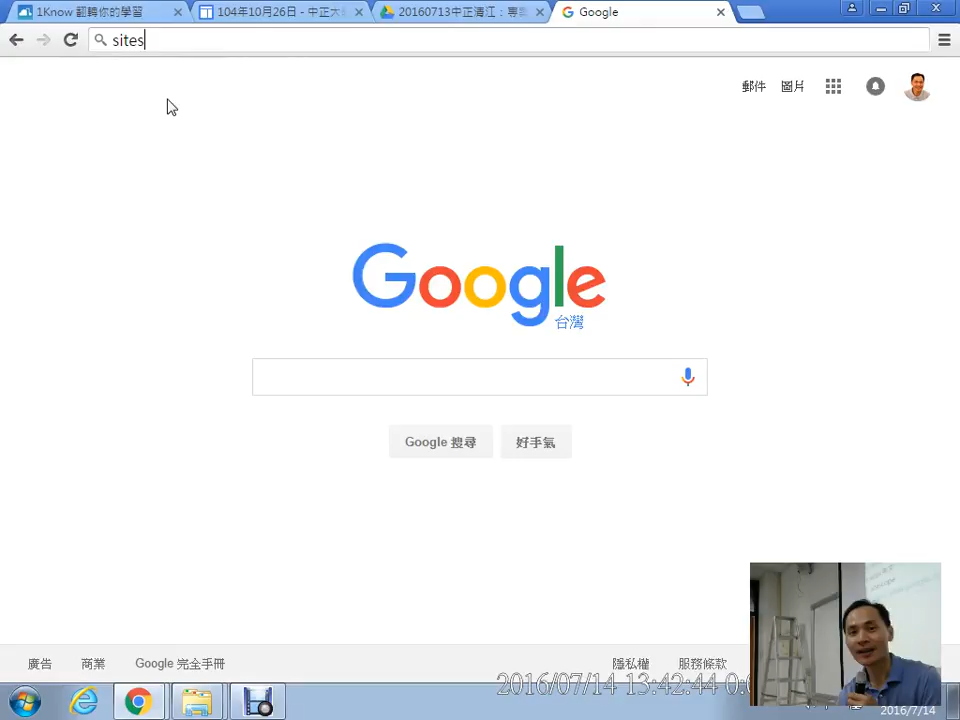 1Know 翻轉你的學習
104年10月26日 - 中正大
20160713中正清江：專
Google
sites
郵件
圖片
Google
台灣
Google 搜尋
好手氣
廣告
商業
Google 完全手冊
隱私權
服務條款
2016/07/14 13:42:44
2016/7/14